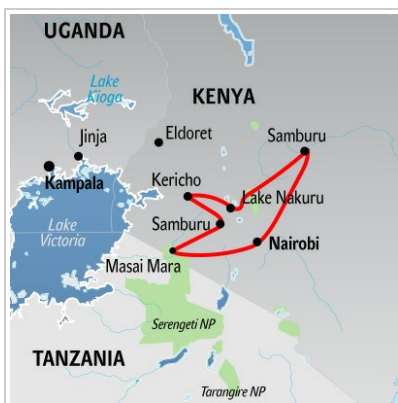 UGANDA
Lake
Kioga
KENYA
Jinja
Eldoret
Samburu
Kampala
Kericho
Lake Nakuru
Lake
Victoria
Samburu
Nairobi
Masai Mara
Serengeti NP
TANZANIA
Tarangire NP